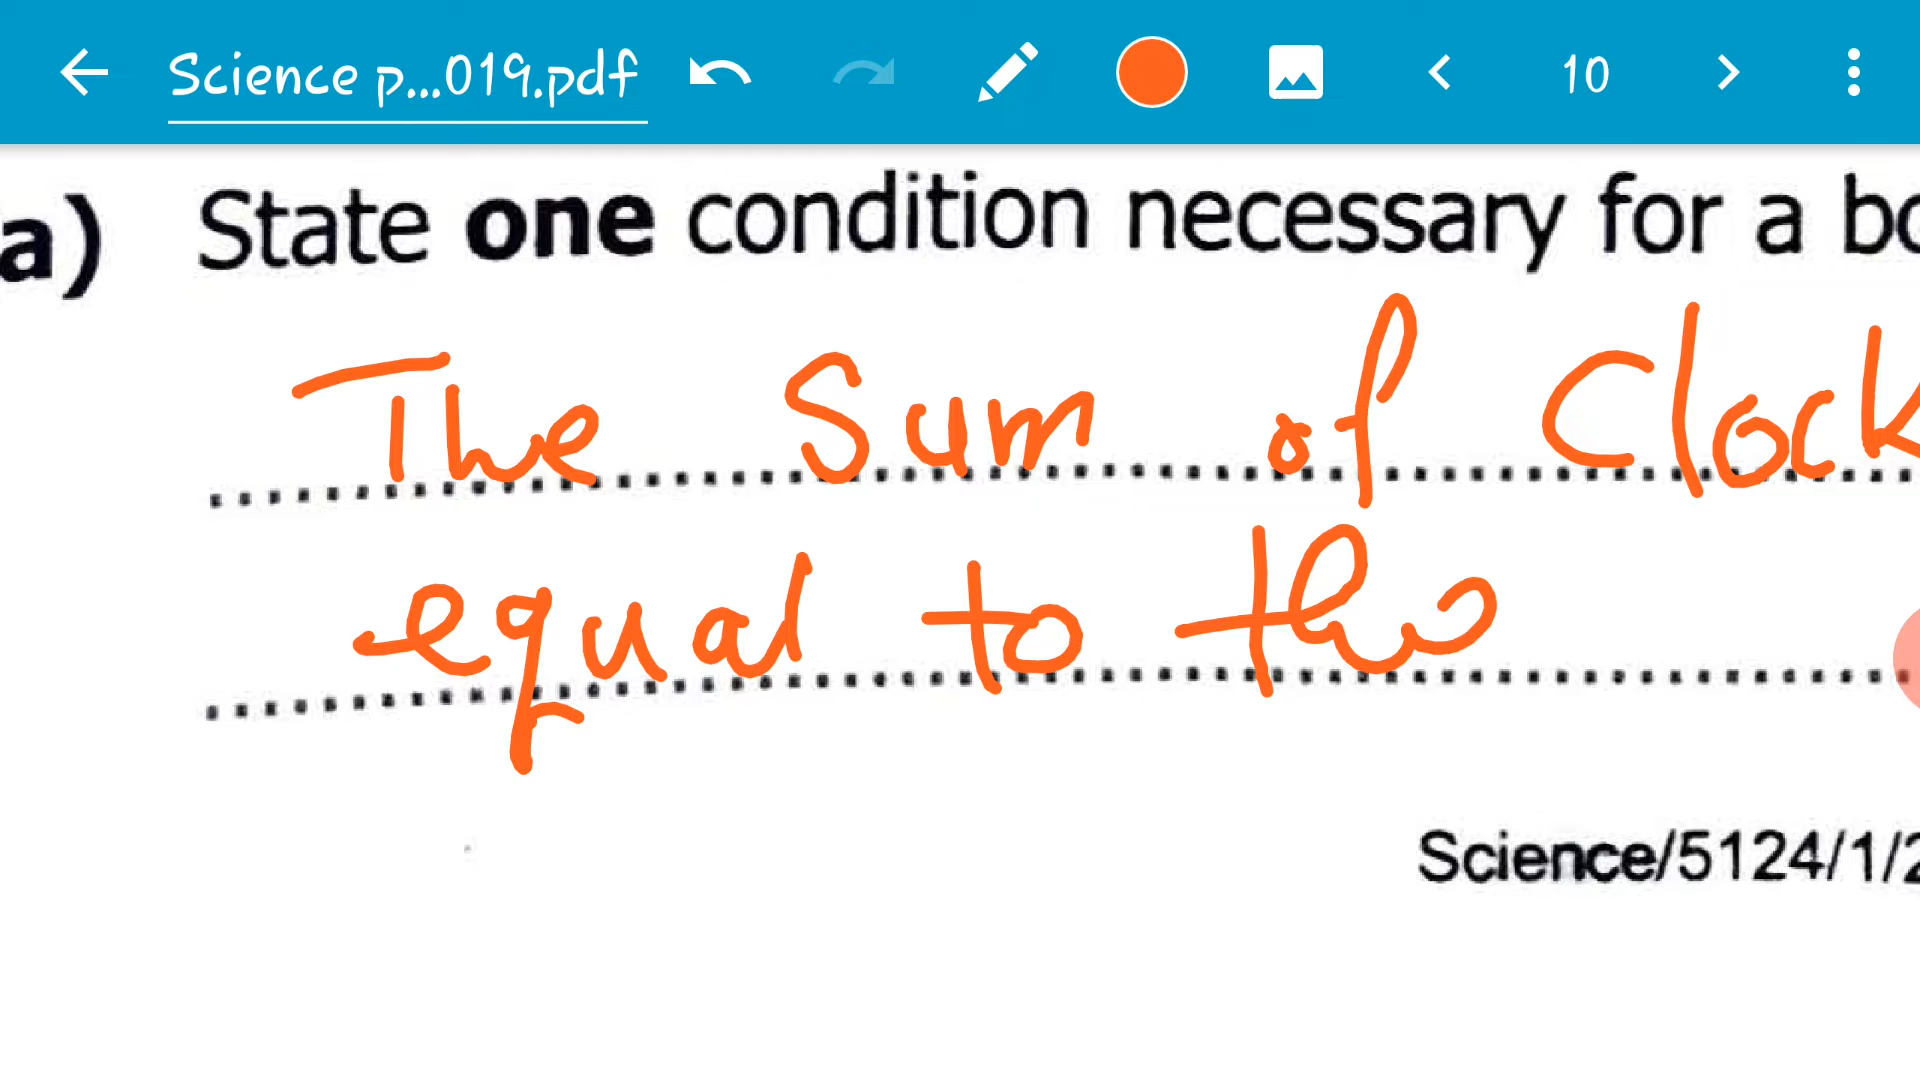 Science p...019.pdf 10
a) State one condition necessary for a bo
The Sum of Clock
equal to the
Science/5124/1/2